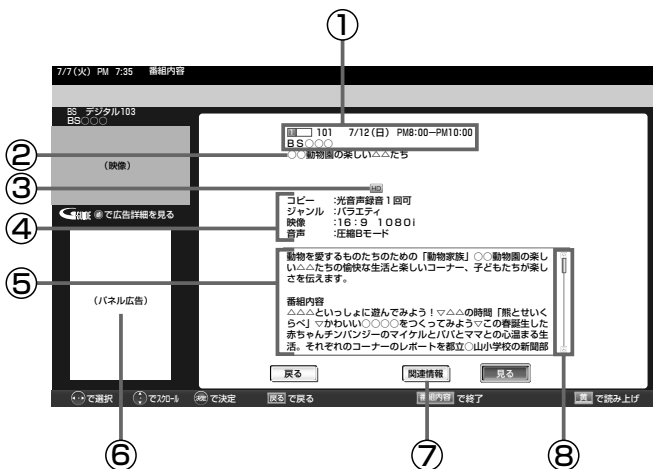 ①
7/7(火) PM 7:35 番組内容
BS デジタル103
BS○○○
(映像)
GGUIDE で広告詳細を見る
(パネル広告)
101 7/12(日) PM8:00−PM10:00
BS○○○
②
○○動物園の楽しい△△たち
③
HD
④
コピー :光音声録音1回可
ジャンル :バラエティ
映像 :16:9 1080i
音声 :圧縮Bモード
⑤
動物を愛するものたちのための「動物家族」○○動物園の楽し
い△△たちの愉快な生活と楽しいコーナー、子どもたちが楽し
さを伝えます。
番組内容
△△△といっしょに遊んでみよう！▽△△の時間「熊とせいく
らべ」▽かわいい○○○○をつくってみよう▽この春誕生した
赤ちゃんチンパンジーのマイケルとパパとママとの心温まる生
活。それぞれのコーナーのレポートを都立○山小学校の新聞部
戻る 関連情報 見る
で選択 でスクロール 決定 で決定 戻る で戻る 番組内容 で終了 黄 で読み上げ
⑥ ⑦ ⑧